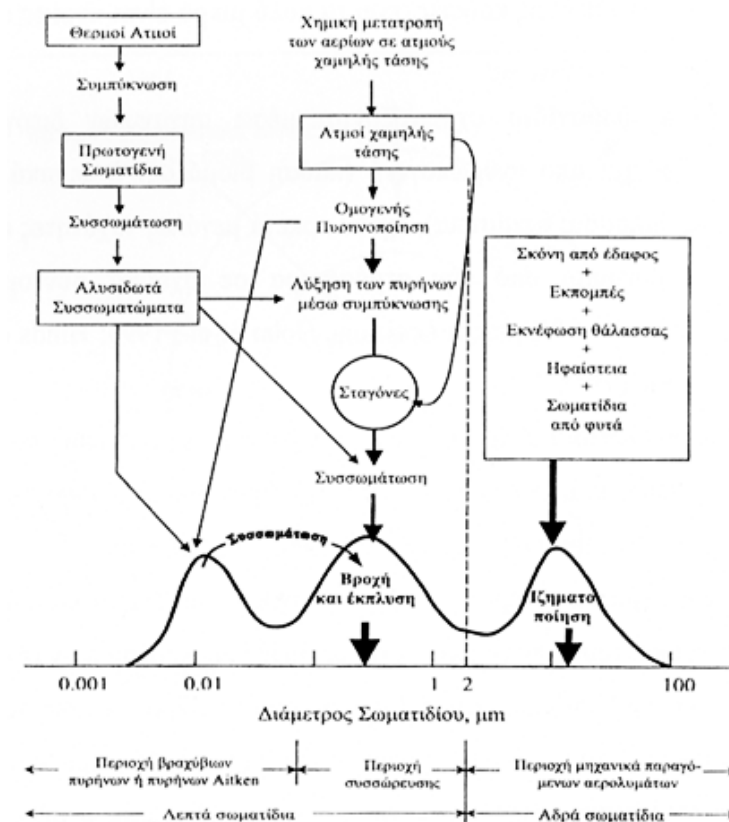 Θερμοί Ατμοί
Συμπύκνωση
Πρωτογενή
Σωματίδια
Συσσωμάτωση
Αλυσιδωτά
Συσσωματώματα
Χημική μετατροπή
των αερίων σε ατμούς
χαμηλής τάσης
Ατμοί χαμηλής
τάσης
Ομογενής
Πυρηνοποίηση
Αύξηση των πυρήνων
μέσω συμπύκνωσης
Σταγόνες
Συσσωμάτωση
Σκόνη από έδαφος
+
Εκπομπές
+
Εκνέφωση θάλασσας
+
Ηφαίστεια
+
Σωματίδια
από φυτά
Συσσωμάτωση
Βροχή
και έκπλυση
Ίζηματο
ποίηση
0.001 0.01 1 2 100
Διάμετρος Σωματιδίου, μm
Περιοχή βραχύβιων
πυρήνων ή πυρήνων Aitken
Περιοχή
συσσώρευσης
Περιοχή μηχανικά παραγό-
μενων αερολυμάτων
Λεπτά σωματίδια
Αδρά σωματίδια